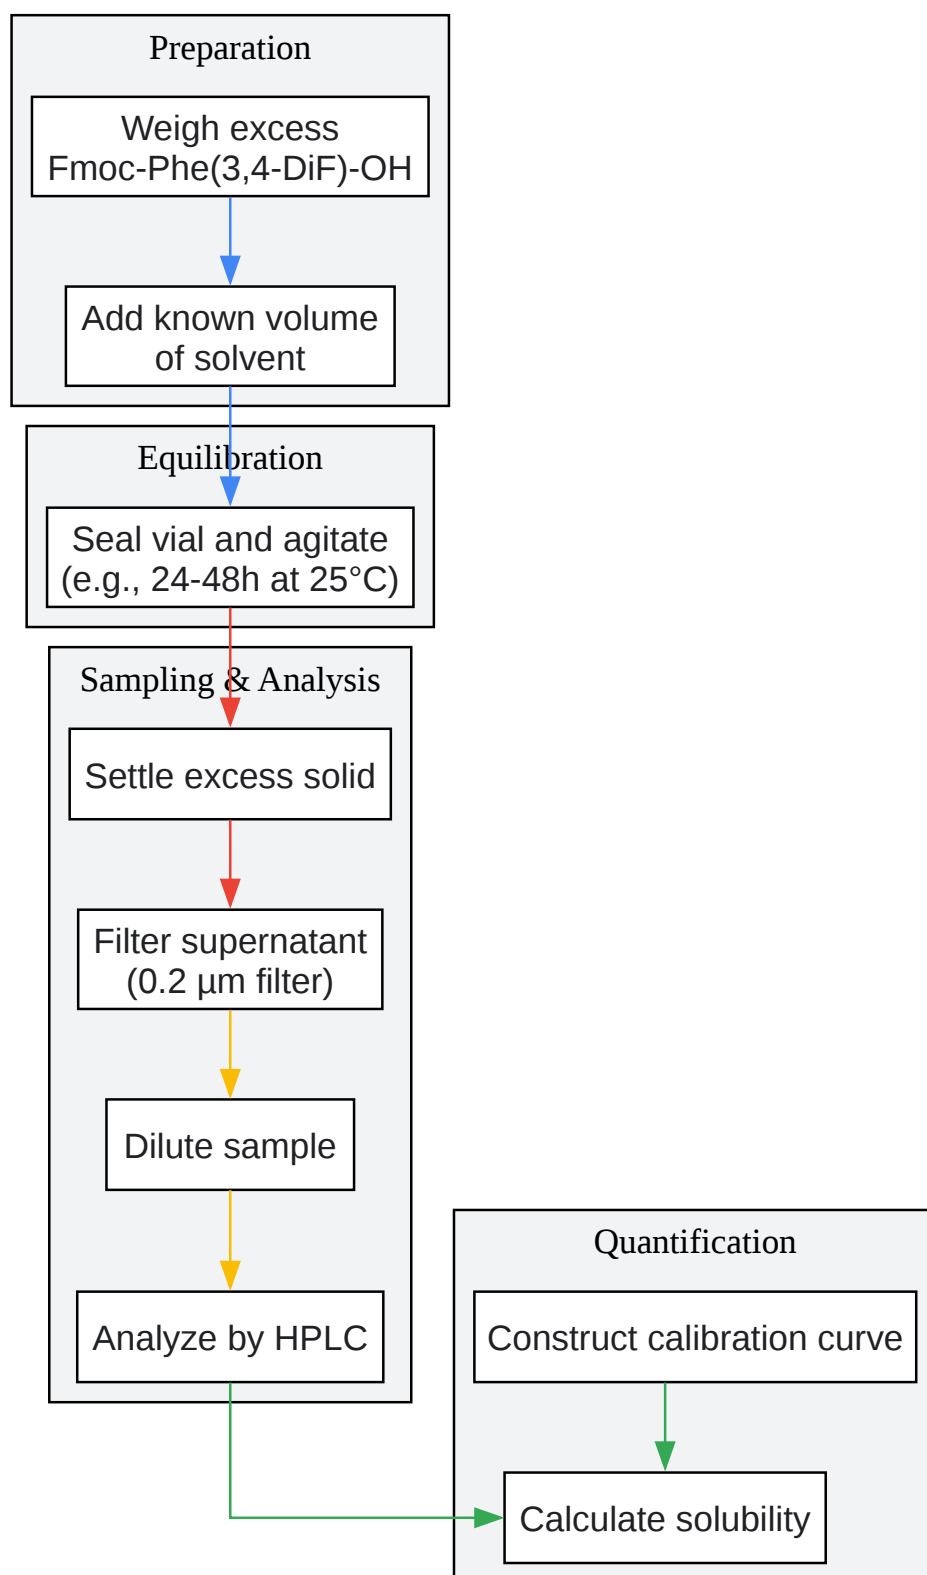 Preparation
Weigh excess
Fmoc-Phe(3,4-DiF)-OH
Add known volume
of solvent
Equilibration
Seal vial and agitate
(e.g., 24-48h at 25°C)
Sampling & Analysis
Settle excess solid
Filter supernatant
(0.2 µm filter)
Dilute sample
Analyze by HPLC
Quantification
Construct calibration curve
Calculate solubility